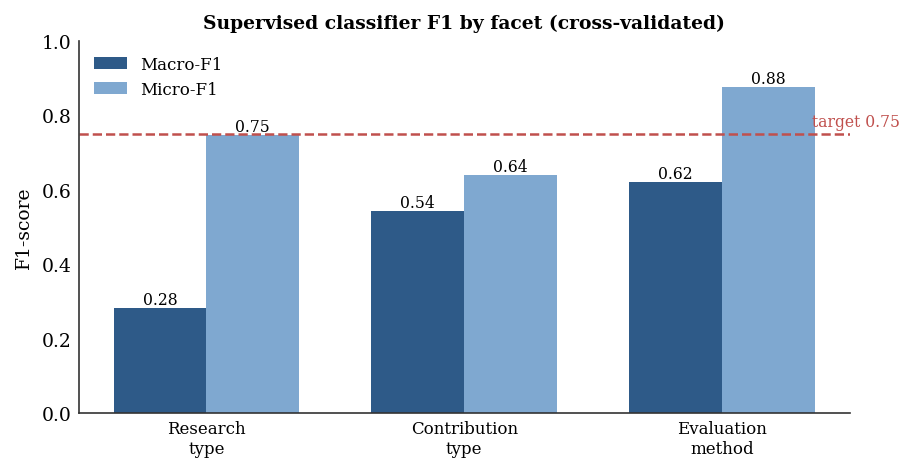 Supervised classifier F1 by facet (cross-validated)
Macro-F1
Micro-F1
F1-score
1.0
0.8
0.6
0.4
0.2
0.0
0.28
0.75
0.54
0.64
0.62
0.88
target 0.75
Research
type
Contribution
type
Evaluation
method